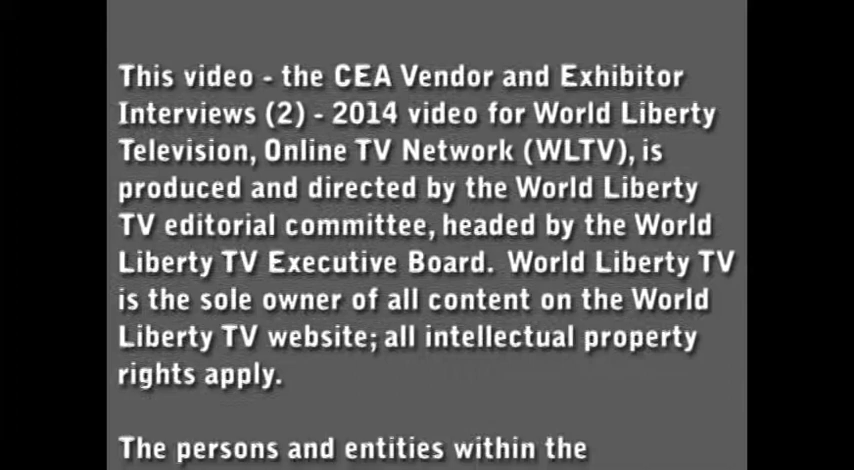 This video - the CEA Vendor and Exhibitor
Interviews (2) - 2014 video for World Liberty
Television, Online TV Network (WLTV), is
produced and directed by the World Liberty
TV editorial committee, headed by the World
Liberty TV Executive Board.  World Liberty TV
is the sole owner of all content on the World
Liberty TV website; all intellectual property
rights apply.

The persons and entities within the